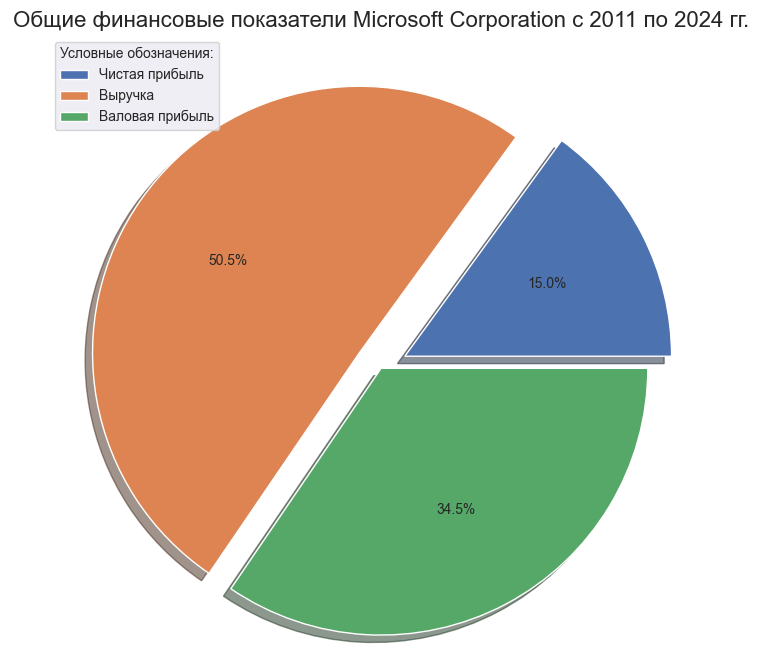 Общие финансовые показатели Microsoft Corporation с 2011 по 2024 гг.
Условные обозначения:
Чистая прибыль
Выручка
Валовая прибыль
50.5%
15.0%
34.5%